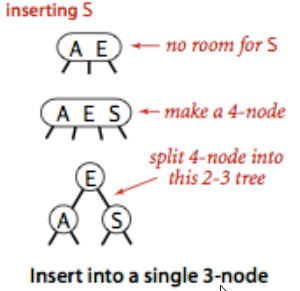 inserting S
A E
no room for S
A E S
make a 4-node
split 4-node into
this 2-3 tree
E
A S
Insert into a single 3-node